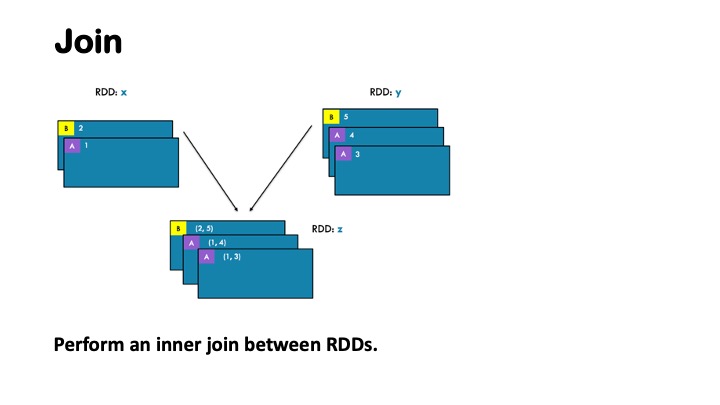 Join
RDD: x
RDD: y
B 2
A 1
B 5
A 4
A 3
B (2, 5)
A (1, 4)
A (1, 3)
RDD: z
Perform an inner join between RDDs.